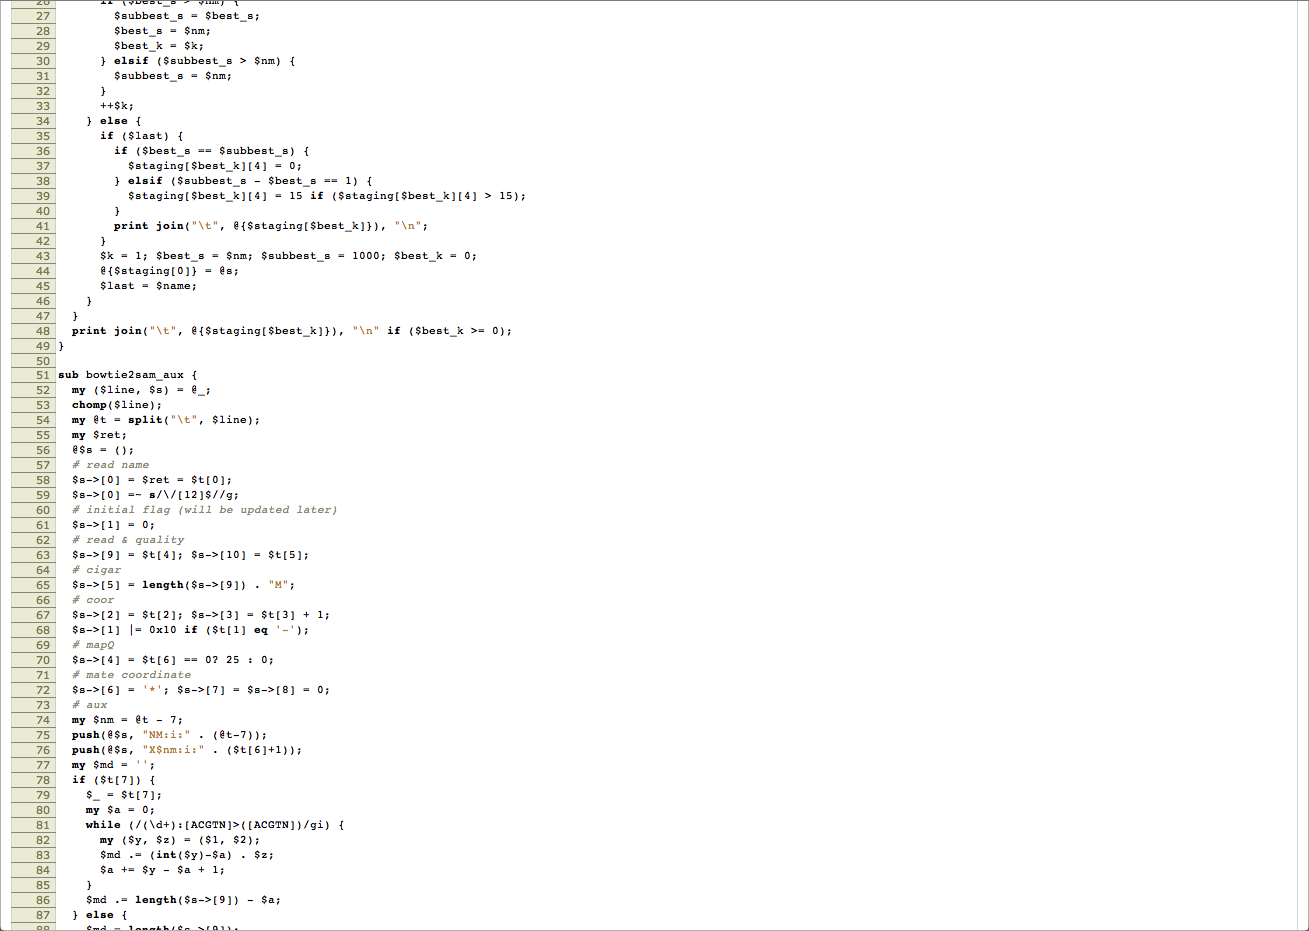 26 if ($best_s > $nm) {
27 $subbest_s = $best_s;
28 $best_s = $nm;
29 $best_k = $k;
30 } elsif ($subbest_s > $nm) {
31 $subbest_s = $nm;
32 }
33 ++$k;
34 } else {
35 if ($last) {
36 if ($best_s == $subbest_s) {
37 $staging[$best_k][4] = 0;
38 } elsif ($subbest_s - $best_s == 1) {
39 $staging[$best_k][4] = 15 if ($staging[$best_k][4] > 15);
40 }
41 print join("\t", @{$staging[$best_k]}), "\n";
42 }
43 $k = 1; $best_s = $nm; $subbest_s = 1000; $best_k = 0;
44 @{$staging[0]} = @s;
45 $last = $name;
46 }
47 }
48 print join("\t", @{$staging[$best_k]}), "\n" if ($best_k >= 0);
49 }
50
51 sub bowtie2sam_aux {
52 my ($line, $s) = @_;
53 chomp($line);
54 my @t = split("\t", $line);
55 my $ret;
56 @$s = ();
57 # read name
58 $s->[0] = $ret = $t[0];
59 $s->[0] =~ s/\/[12]$//g;
60 # initial flag (will be updated later)
61 $s->[1] = 0;
62 # read & quality
63 $s->[9] = $t[4]; $s->[10] = $t[5];
64 # cigar
65 $s->[5] = length($s->[9]) . "M";
66 # coor
67 $s->[2] = $t[2]; $s->[3] = $t[3] + 1;
68 $s->[1] |= 0x10 if ($t[1] eq '-');
69 # mapQ
70 $s->[4] = $t[6] == 0? 25 : 0;
71 # mate coordinate
72 $s->[6] = '*'; $s->[7] = $s->[8] = 0;
73 # aux
74 my $nm = @t - 7;
75 push(@$s, "NM:i:" . (@t-7));
76 push(@$s, "X$nm:i:" . ($t[6]+1));
77 my $md = '';
78 if ($t[7]) {
79 $_ = $t[7];
80 my $a = 0;
81 while (/(\d+):[ACGTN]>([ACGTN])/gi) {
82 my ($y, $z) = ($1, $2);
83 $md .= (int($y)-$a) . $z;
84 $a += $y - $a + 1;
85 }
86 $md .= length($s->[9]) - $a;
87 } else {
88 $md = length($s->[9]);